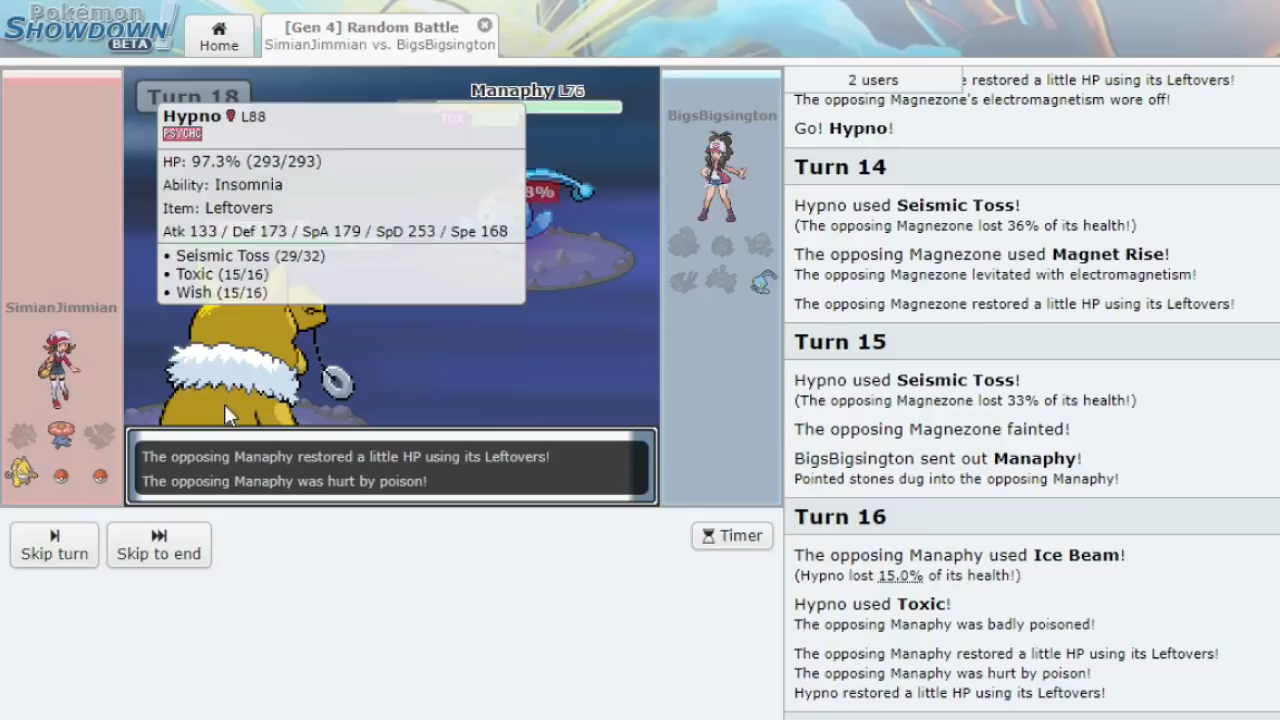 Pokémon
SHOWDOWN!
BETA
Home
[Gen 4] Random Battle
SimianJimmian vs. BigsBigsington
Turn 18
Manaphy L76
TOX
Hypno L88
PSYCHC
HP: 97.3% (293/293)
Ability: Insomnia
Item: Leftovers
Atk 133 / Def 173 / SpA 179 / SpD 253 / Spe 168
• Seismic Toss (29/32)
• Toxic (15/16)
• Wish (15/16)
3%
SimianJimmian
BigsBigsington
The opposing Manaphy restored a little HP using its Leftovers!
The opposing Manaphy was hurt by poison!
Skip turn
Skip to end
Timer
2 users
e restored a little HP using its Leftovers!
The opposing Magnezone's electromagnetism wore off!
Go! Hypno!
Turn 14
Hypno used Seismic Toss!
(The opposing Magnezone lost 36% of its health!)
The opposing Magnezone used Magnet Rise!
The opposing Magnezone levitated with electromagnetism!
The opposing Magnezone restored a little HP using its Leftovers!
Turn 15
Hypno used Seismic Toss!
(The opposing Magnezone lost 33% of its health!)
The opposing Magnezone fainted!
BigsBigsington sent out Manaphy!
Pointed stones dug into the opposing Manaphy!
Turn 16
The opposing Manaphy used Ice Beam!
(Hypno lost 15.0% of its health!)
Hypno used Toxic!
The opposing Manaphy was badly poisoned!
The opposing Manaphy restored a little HP using its Leftovers!
The opposing Manaphy was hurt by poison!
Hypno restored a little HP using its Leftovers!